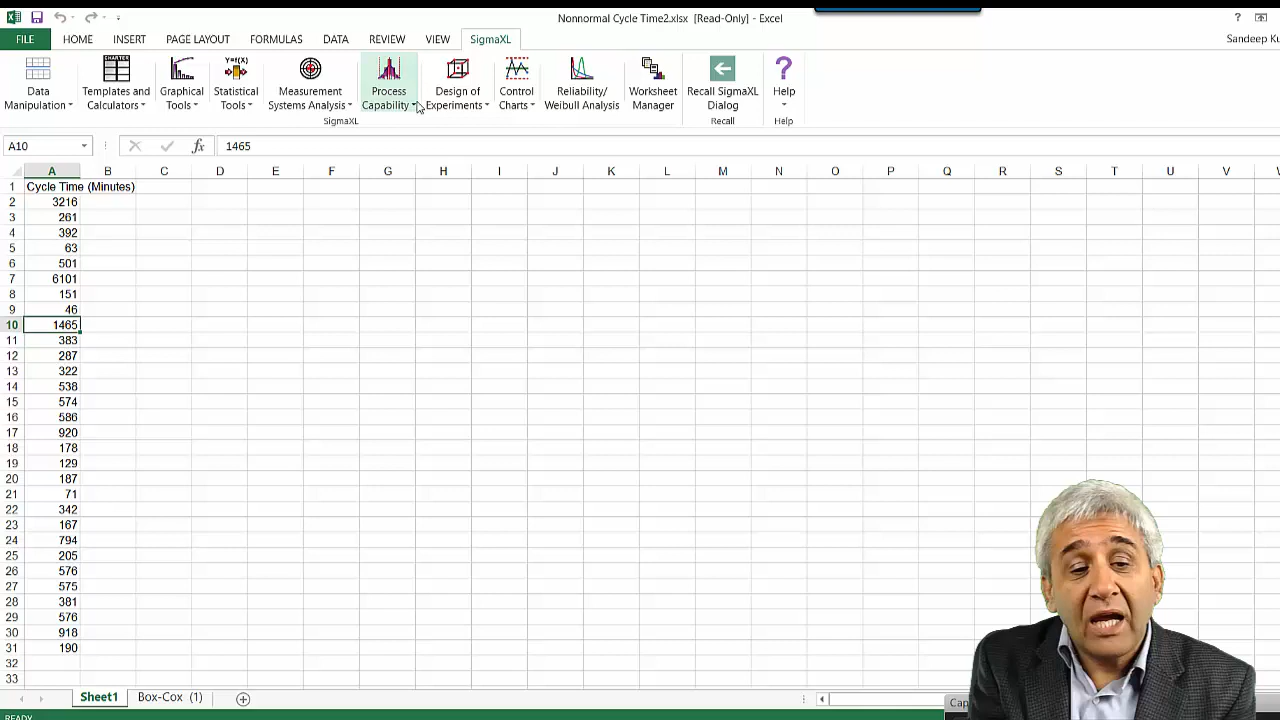 Nonnormal Cycle Time2.xlsx [Read-Only] - Excel
?
FILE HOME INSERT PAGE LAYOUT FORMULAS DATA REVIEW VIEW SigmaXL
Sandeep Ku
Data Manipulation
Templates and Calculators
Graphical Tools
Statistical Tools
Measurement Systems Analysis
Process Capability
Design of Experiments
Control Charts
Reliability/ Weibull Analysis
Worksheet Manager
Recall SigmaXL Dialog
Help
SigmaXL Recall Help
A10 fx 1465
A B C D E F G H I J K L M N O P Q R S T U V
1 Cycle Time (Minutes)
2 3216
3 261
4 392
5 63
6 501
7 6101
8 151
9 46
10 1465
11 383
12 287
13 322
14 538
15 574
16 586
17 920
18 178
19 129
20 187
21 71
22 342
23 167
24 794
25 205
26 576
27 575
28 381
29 576
30 918
31 190
32
33
Sheet1 Box-Cox (1)
READY
Cap